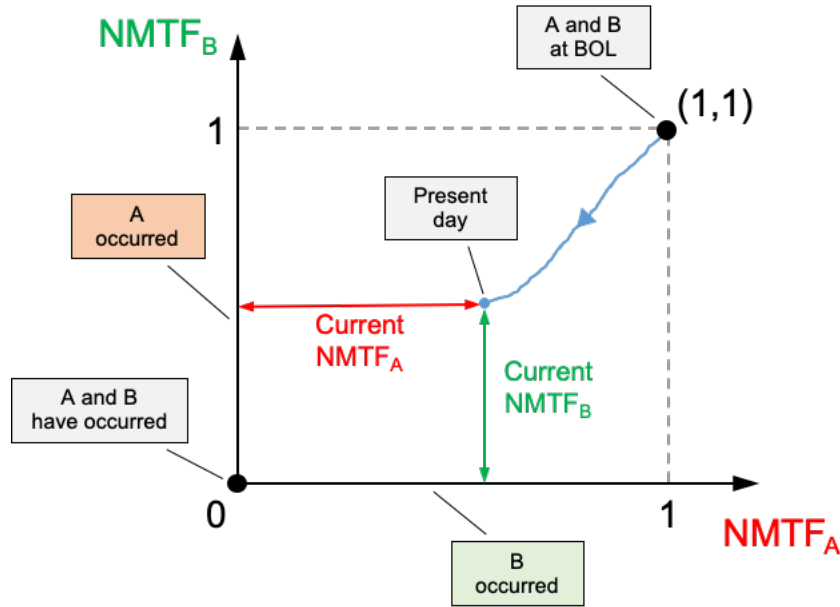 NMTF_B
A and B
at BOL
(1,1)
1
Present
day
A
occurred
Current
NMTF_A
Current
NMTF_B
A and B
have occurred
0
1
NMTF_A
B
occurred